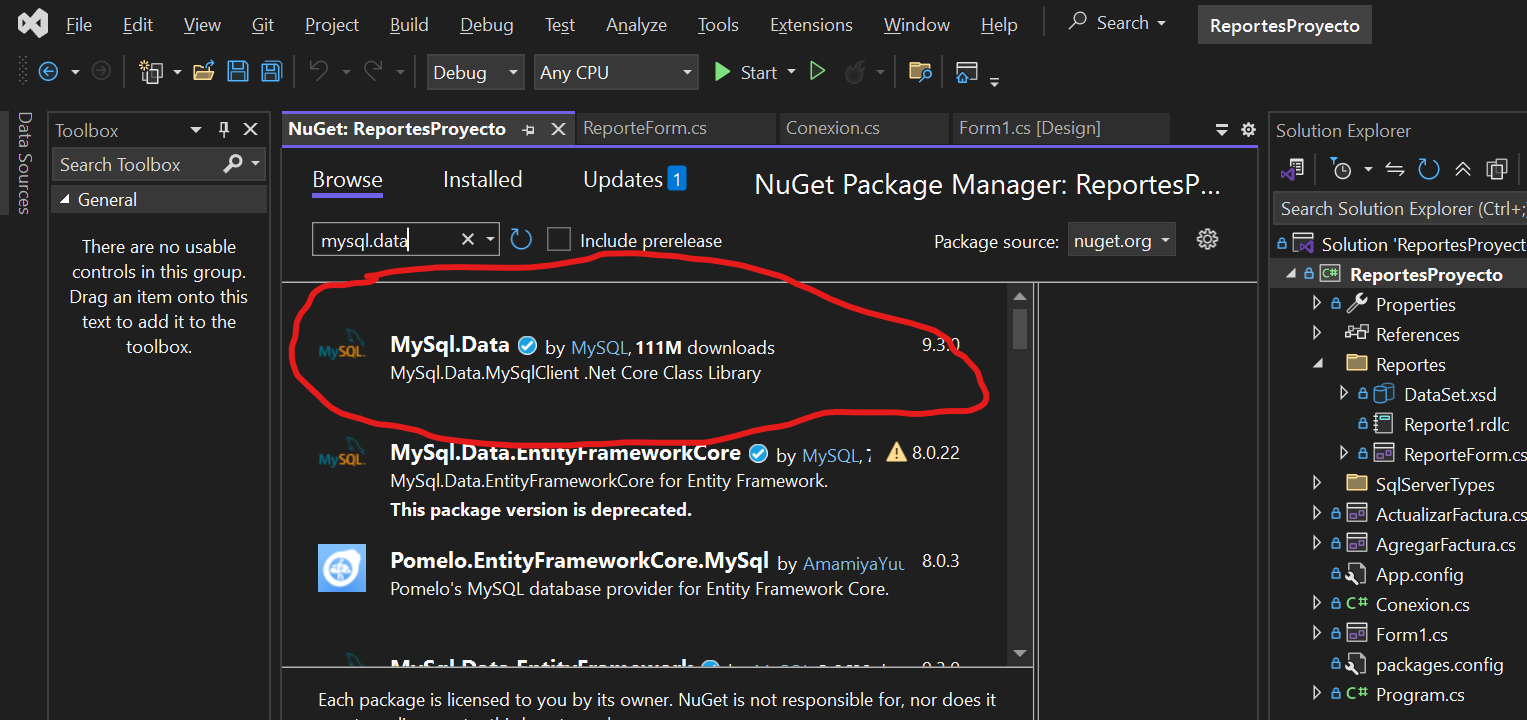 File Edit View Git Project Build Debug Test Analyze Tools Extensions Window Help Search ReportesProyecto
Debug Any CPU Start
Data Sources
Toolbox
Search Toolbox
General
There are no usable
controls in this group.
Drag an item onto this
text to add it to the
toolbox.
NuGet: ReportesProyecto ReporteForm.cs Conexion.cs Form1.cs [Design]
Browse Installed Updates 1 NuGet Package Manager: ReportesP...
mysql.data Include prerelease Package source: nuget.org
MySQL MySql.Data by MySQL, 111M downloads 9.3.0
MySql.Data.MySqlClient .Net Core Class Library
MySQL MySql.Data.EntityFrameworkCore by MySQL, 8.0.22
MySql.Data.EntityFrameworkCore for Entity Framework.
This package version is deprecated.
Pomelo.EntityFrameworkCore.MySql by AmamiyaYuu 8.0.3
Pomelo's MySQL database provider for Entity Framework Core.
MySql.Data.EntityFramework
Each package is licensed to you by its owner. NuGet is not responsible for, nor does it
Solution Explorer
Search Solution Explorer (Ctrl+;
Solution 'ReportesProyect
C# ReportesProyecto
Properties
References
Reportes
DataSet.xsd
Reporte1.rdlc
ReporteForm.cs
SqlServerTypes
ActualizarFactura.cs
AgregarFactura.cs
App.config
C# Conexion.cs
Form1.cs
packages.config
C# Program.cs